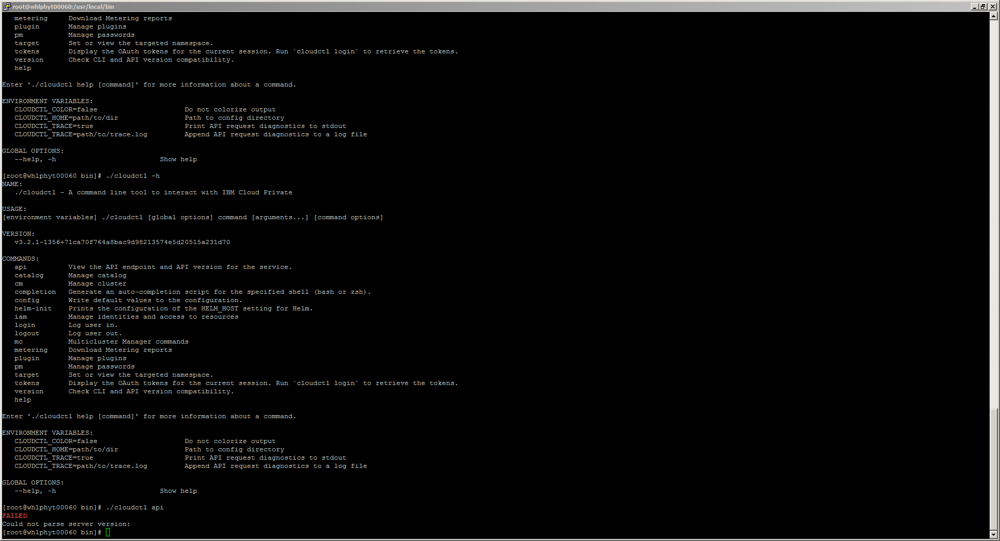 root@whlphyt00060:/usr/local/bin
metering     Download Metering reports
plugin       Manage plugins
pm           Manage passwords
target       Set or view the targeted namespace.
tokens       Display the OAuth tokens for the current session. Run `cloudctl login` to retrieve the tokens.
version      Check CLI and API version compatibility.
help
Enter './cloudctl help [command]' for more information about a command.
ENVIRONMENT VARIABLES:
CLOUDCTL_COLOR=false                     Do not colorize output
CLOUDCTL_HOME=path/to/dir                Path to config directory
CLOUDCTL_TRACE=true                      Print API request diagnostics to stdout
CLOUDCTL_TRACE=path/to/trace.log         Append API request diagnostics to a log file
GLOBAL OPTIONS:
--help, -h                         Show help
[root@whlphyt00060 bin]# ./cloudctl -h
NAME:
./cloudctl - A command line tool to interact with IBM Cloud Private
USAGE:
[environment variables] ./cloudctl [global options] command [arguments...] [command options]
VERSION:
v3.2.1-1356+71ca70f764a8bac9d98213574e5d20515a231d70
COMMANDS:
api          View the API endpoint and API version for the service.
catalog      Manage catalog
cm           Manage cluster
completion   Generate an auto-completion script for the specified shell (bash or zsh).
config       Write default values to the configuration.
helm-init    Prints the configuration of the HELM_HOST setting for Helm.
iam          Manage identities and access to resources
login        Log user in.
logout       Log user out.
mc           Multicluster Manager commands
metering     Download Metering reports
plugin       Manage plugins
pm           Manage passwords
target       Set or view the targeted namespace.
tokens       Display the OAuth tokens for the current session. Run `cloudctl login` to retrieve the tokens.
version      Check CLI and API version compatibility.
help
Enter './cloudctl help [command]' for more information about a command.
ENVIRONMENT VARIABLES:
CLOUDCTL_COLOR=false                     Do not colorize output
CLOUDCTL_HOME=path/to/dir                Path to config directory
CLOUDCTL_TRACE=true                      Print API request diagnostics to stdout
CLOUDCTL_TRACE=path/to/trace.log         Append API request diagnostics to a log file
GLOBAL OPTIONS:
--help, -h                         Show help
[root@whlphyt00060 bin]# ./cloudctl api
FAILED
Could not parse server version:
[root@whlphyt00060 bin]#